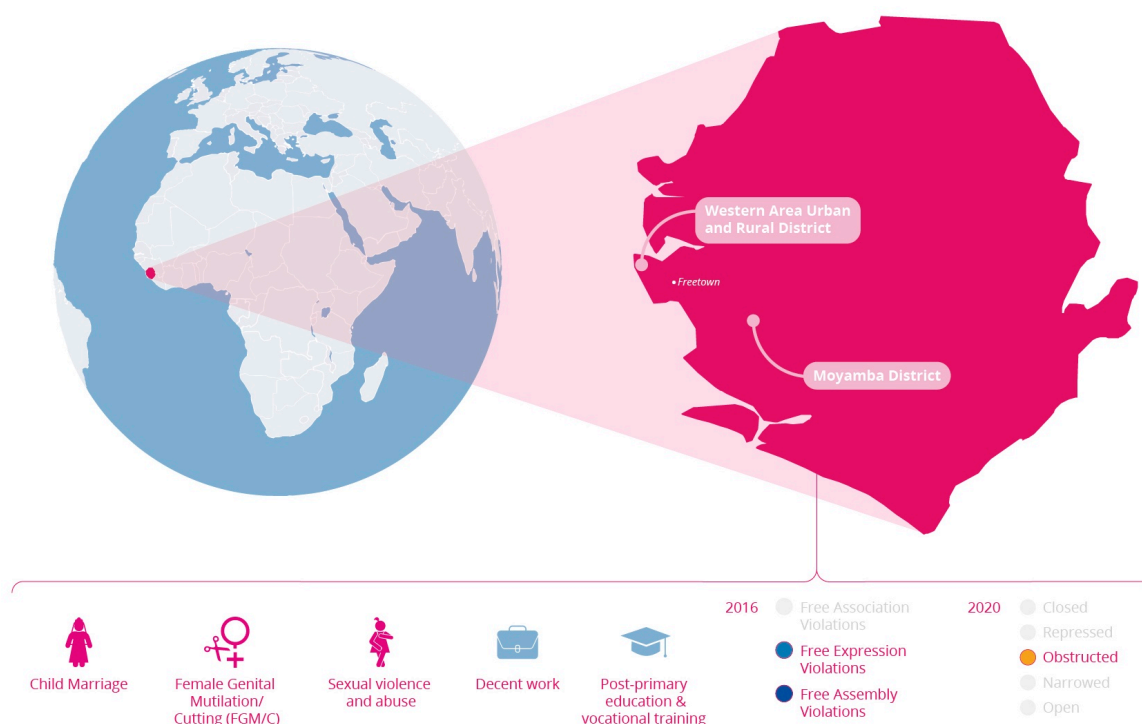 Western Area Urban
and Rural District
Freetown
Moyamba District
Child Marriage
Female Genital
Mutilation/
Cutting (FGM/C)
Sexual violence
and abuse
Decent work
Post-primary
education &
vocational training
2016
Free Association
Violations
Free Expression
Violations
Free Assembly
Violations
2020
Closed
Repressed
Obstructed
Narrowed
Open